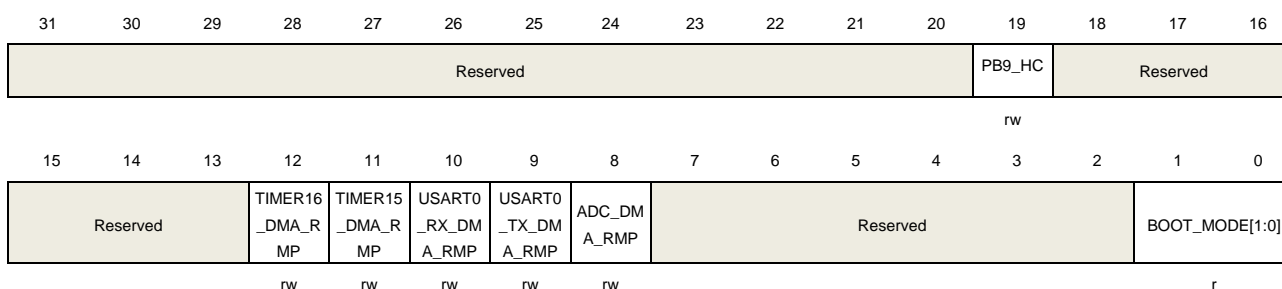 31 30 29 28 27 26 25 24 23 22 21 20 19 18 17 16
Reserved PB9_HC Reserved
rw
15 14 13 12 11 10 9 8 7 6 5 4 3 2 1 0
Reserved TIMER16 _DMA_R MP TIMER15 _DMA_R MP USART0 _RX_DM A_RMP USART0 _TX_DM A_RMP ADC_DM A_RMP Reserved BOOT_MODE[1:0]
rw rw rw rw rw r